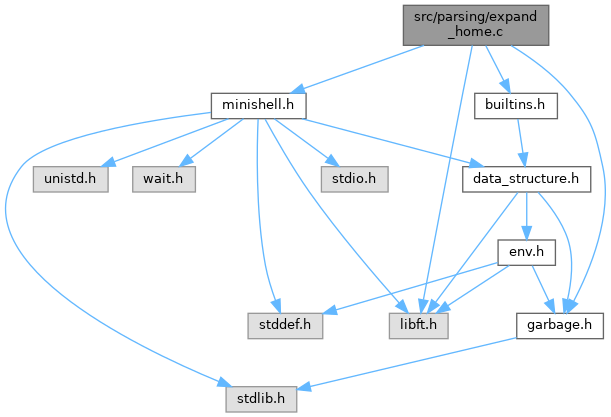 src/parsing/expand
_home.c
minishell.h
builtins.h
unistd.h
wait.h
stdio.h
data_structure.h
env.h
stddef.h
libft.h
garbage.h
stdlib.h